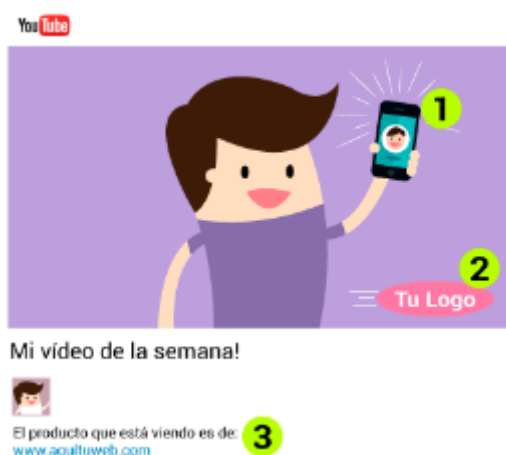 YouTube
1
2
Tu Logo
Mi vídeo de la semana!
El producto que está viendo es de: 3
www.aquituweb.com